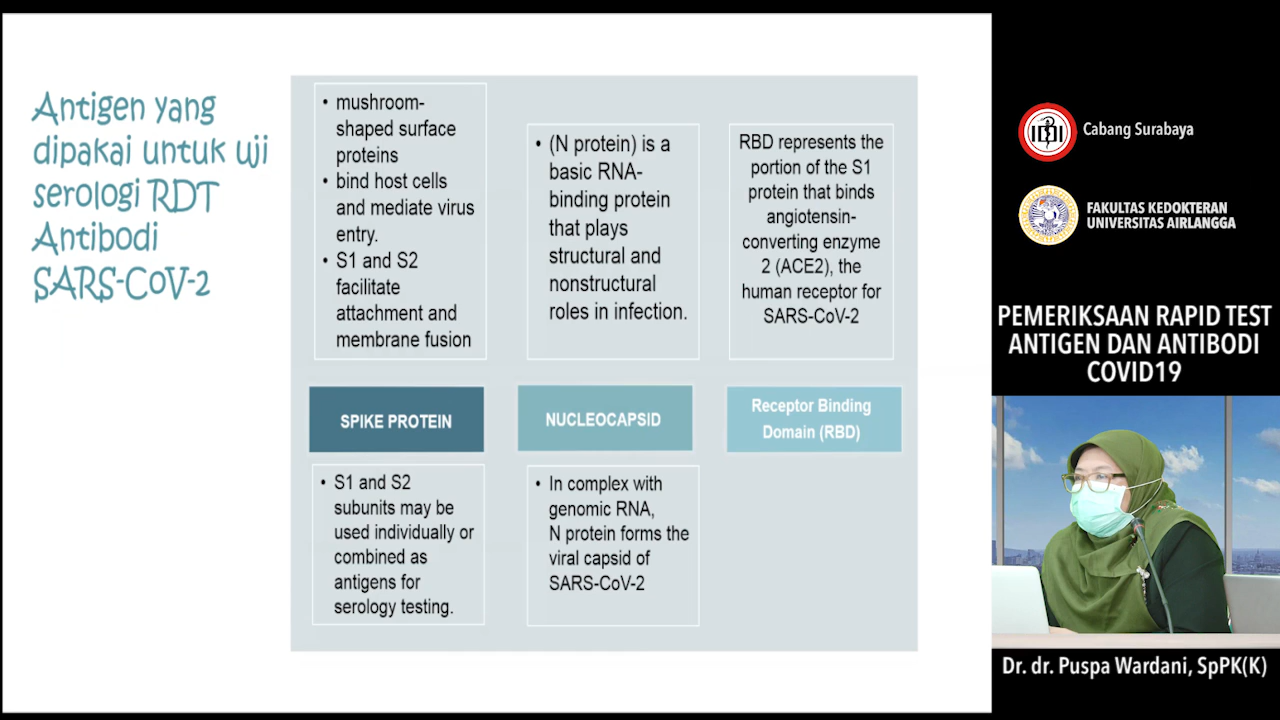 Antigen yang
dipakai untuk uji
serologi RDT
Antibodi
SARS-CoV-2
• mushroom-
shaped surface
proteins
• bind host cells
and mediate virus
entry.
• S1 and S2
facilitate
attachment and
membrane fusion
• (N protein) is a
basic RNA-
binding protein
that plays
structural and
nonstructural
roles in infection.
RBD represents the
portion of the S1
protein that binds
angiotensin-
converting enzyme
2 (ACE2), the
human receptor for
SARS-CoV-2
SPIKE PROTEIN
NUCLEOCAPSID
Receptor Binding
Domain (RBD)
• S1 and S2
subunits may be
used individually or
combined as
antigens for
serology testing.
• In complex with
genomic RNA,
N protein forms the
viral capsid of
SARS-CoV-2
IDI
Cabang Surabaya
FAKULTAS KEDOKTERAN
UNIVERSITAS AIRLANGGA
PEMERIKSAAN RAPID TEST
ANTIGEN DAN ANTIBODI
COVID19
Dr. dr. Puspa Wardani, SpPK(K)